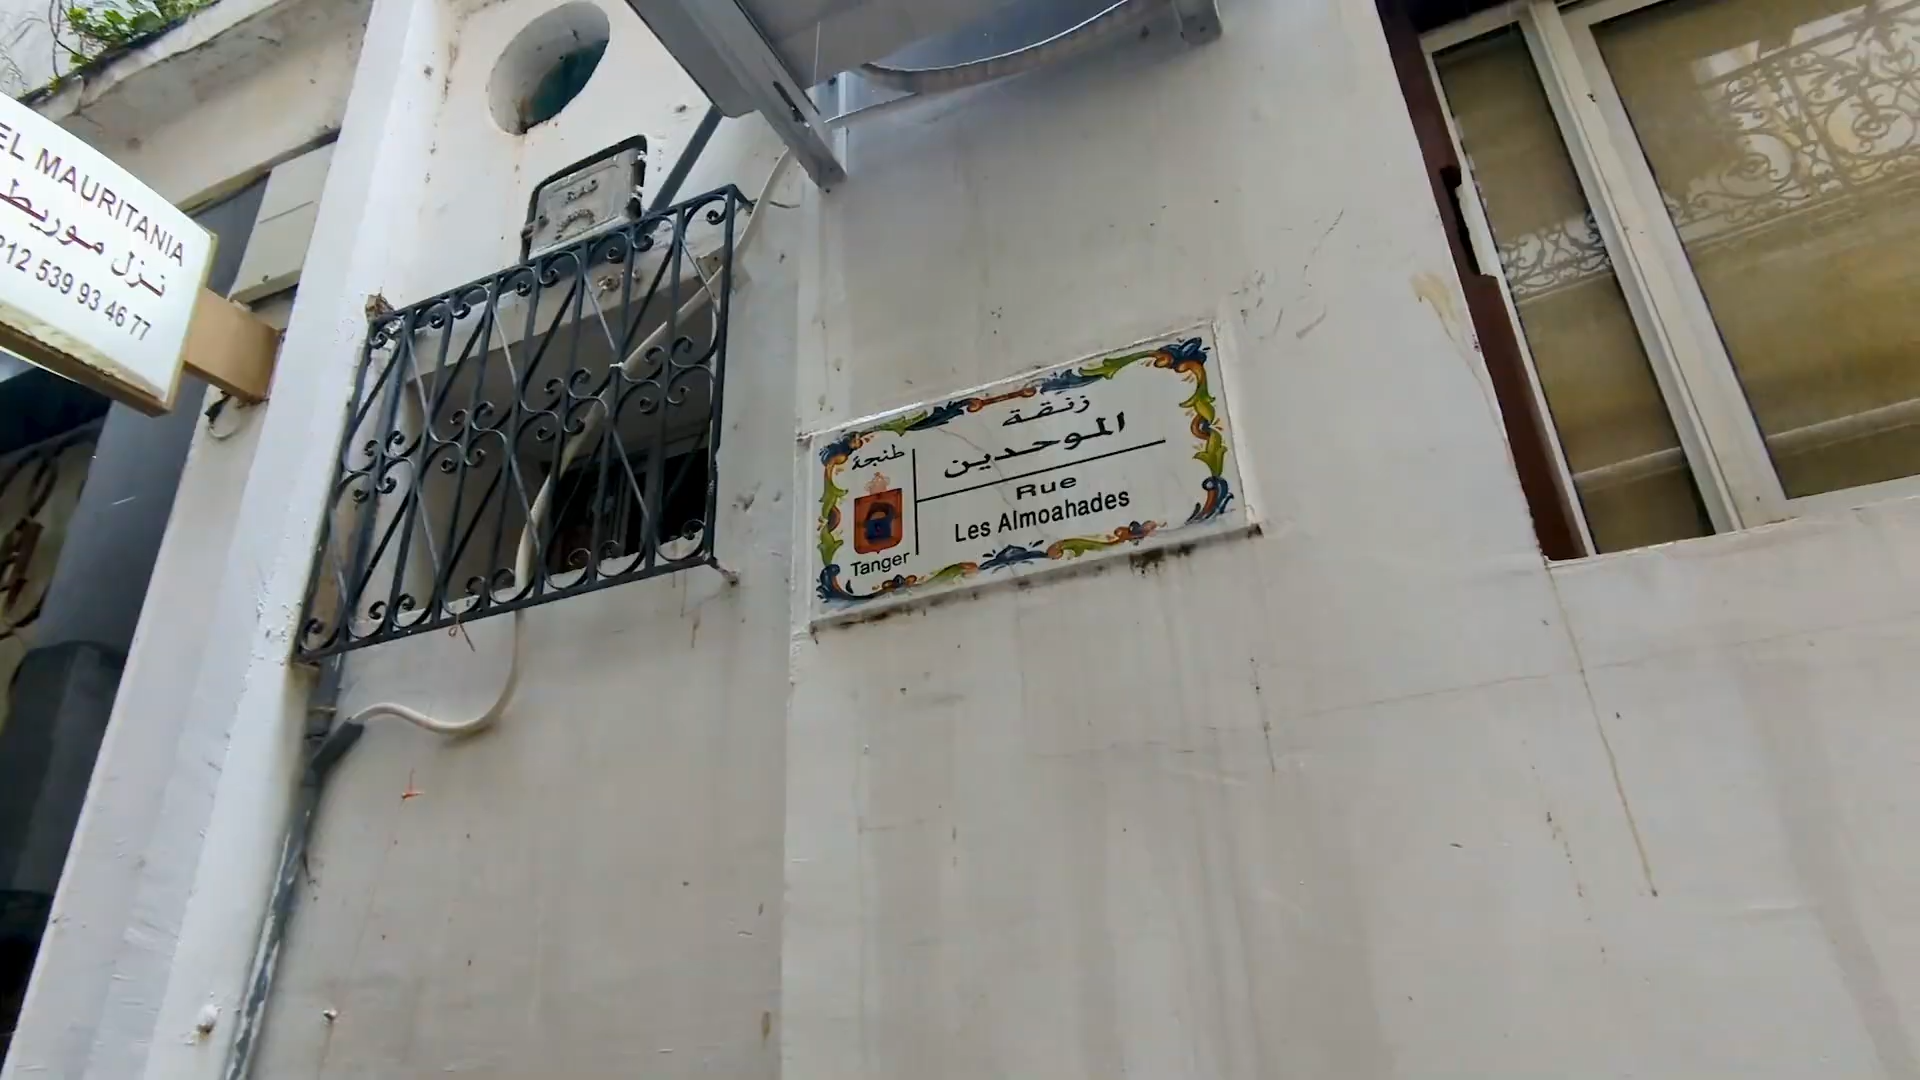 EL MAURITANIA
نزل موريط
212 539 93 46 77
زنقة
الموحدين
طنجة
Rue
Les Almoahades
Tanger